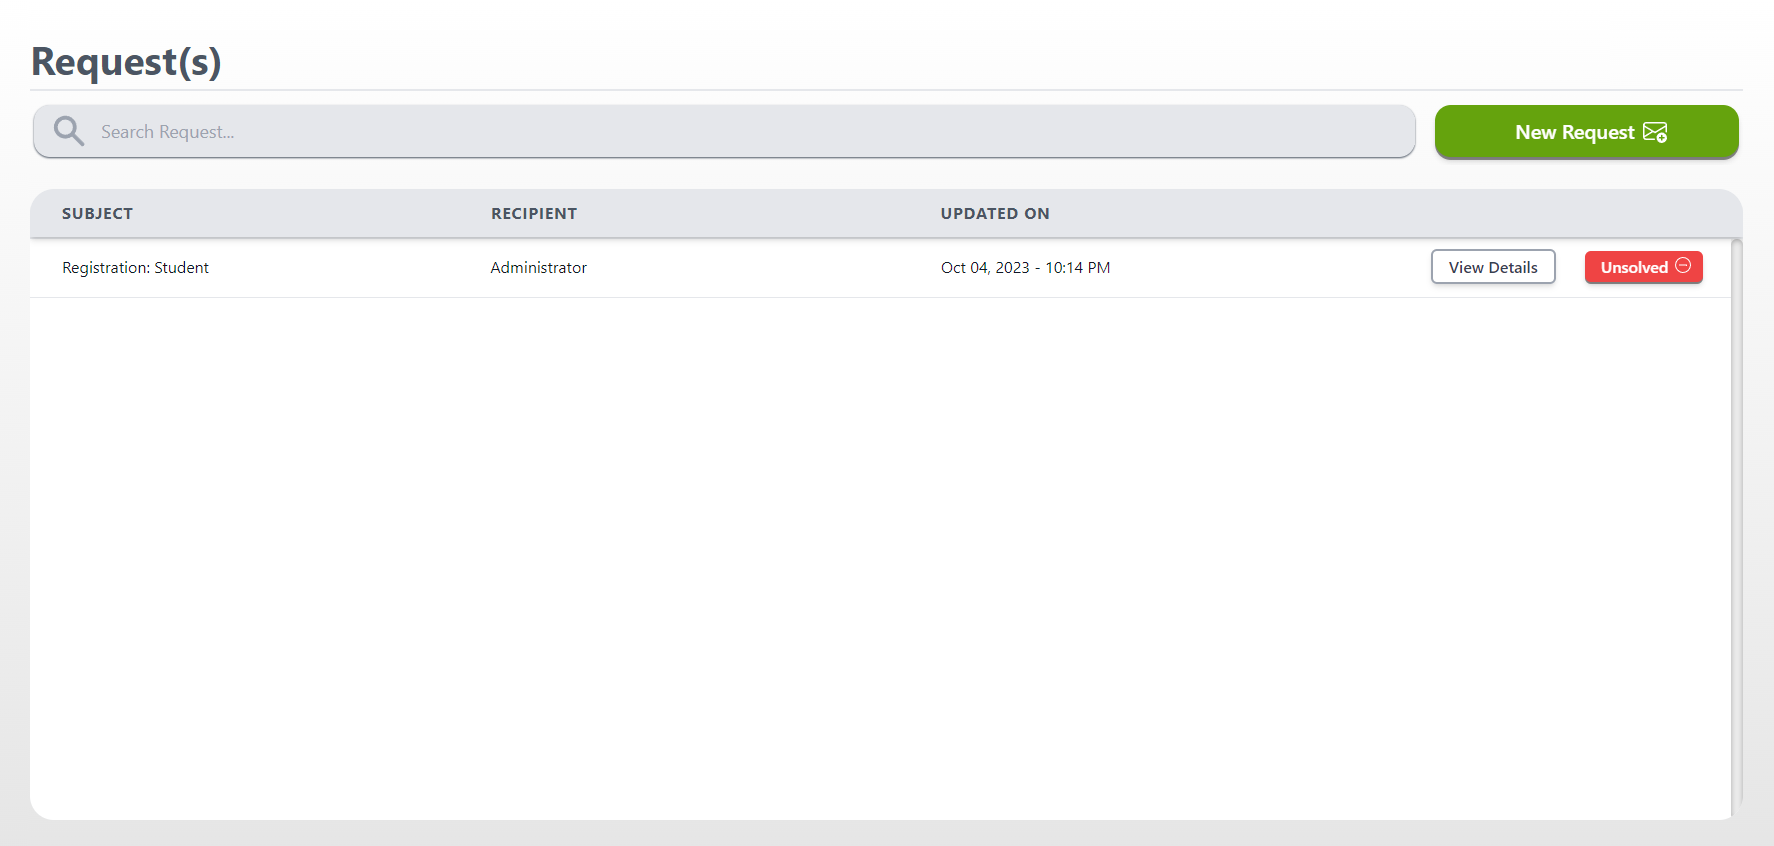 Request(s)
Search Request...
New Request
SUBJECT RECIPIENT UPDATED ON
Registration: Student Administrator Oct 04, 2023 - 10:14 PM View Details Unsolved